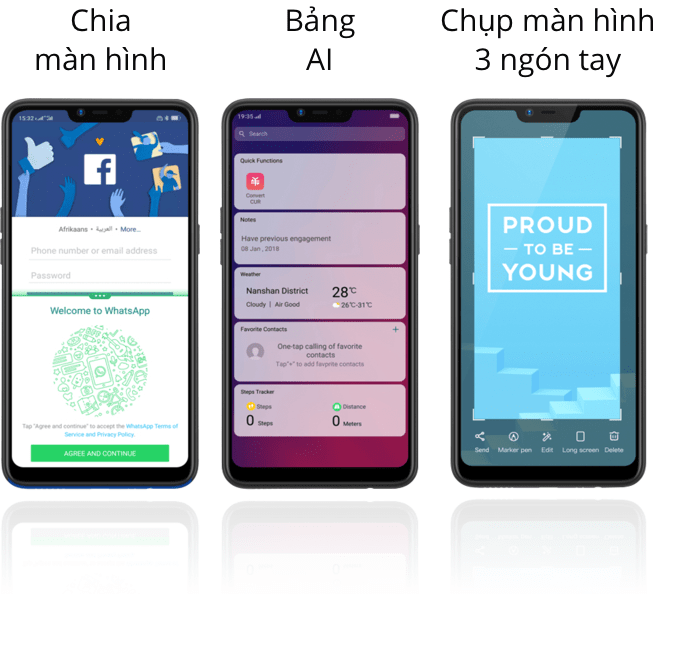 Chia
màn hình
Bảng
AI
Chụp màn hình
3 ngón tay
15:32
f
Afrikaans • العربية • More...
Phone number or email address
Password
Welcome to WhatsApp
Tap "Agree and continue" to accept the WhatsApp Terms of
Service and Privacy Policy.
AGREE AND CONTINUE
19:35
Search
Quick Functions
Convert
CUR
Notes
Have previous engagement
08 Jan , 2018
Weather
Nanshan District
Cloudy | Air Good
28°C
26°C-31°C
Favorite Contacts
+
One-tap calling of favorite
contacts
Tap"+" to add favprite contacts
Steps Tracker
Steps
0 Steps
Distance
0 Meters
PROUD
— TO BE —
YOUNG
Send
Marker pen
Edit
Long screen
Delete